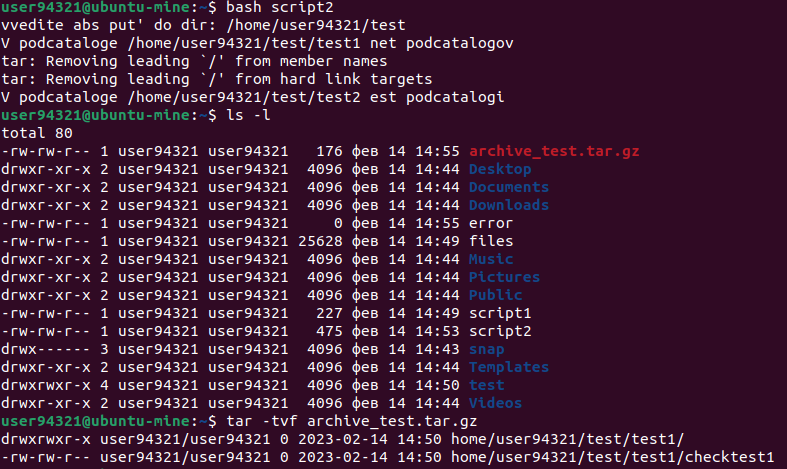 user94321@ubuntu-mine:~$ bash script2
vvedite abs put' do dir: /home/user94321/test
V podcataloge /home/user94321/test/test1 net podcatalogov
tar: Removing leading `/' from member names
tar: Removing leading `/' from hard link targets
V podcataloge /home/user94321/test/test2 est podcatalogi
user94321@ubuntu-mine:~$ ls -l
total 80
-rw-rw-r-- 1 user94321 user94321   176 фев 14 14:55 archive_test.tar.gz
drwxr-xr-x 2 user94321 user94321  4096 фев 14 14:44 Desktop
drwxr-xr-x 2 user94321 user94321  4096 фев 14 14:44 Documents
drwxr-xr-x 2 user94321 user94321  4096 фев 14 14:44 Downloads
-rw-rw-r-- 1 user94321 user94321     0 фев 14 14:55 error
-rw-rw-r-- 1 user94321 user94321 25628 фев 14 14:49 files
drwxr-xr-x 2 user94321 user94321  4096 фев 14 14:44 Music
drwxr-xr-x 2 user94321 user94321  4096 фев 14 14:44 Pictures
drwxr-xr-x 2 user94321 user94321  4096 фев 14 14:44 Public
-rw-rw-r-- 1 user94321 user94321   227 фев 14 14:49 script1
-rw-rw-r-- 1 user94321 user94321   475 фев 14 14:53 script2
drwx------ 3 user94321 user94321  4096 фев 14 14:43 snap
drwxr-xr-x 2 user94321 user94321  4096 фев 14 14:44 Templates
drwxrwxr-x 4 user94321 user94321  4096 фев 14 14:50 test
drwxr-xr-x 2 user94321 user94321  4096 фев 14 14:44 Videos
user94321@ubuntu-mine:~$ tar -tvf archive_test.tar.gz
drwxrwxr-x user94321/user94321 0 2023-02-14 14:50 home/user94321/test/test1/
-rw-rw-r-- user94321/user94321 0 2023-02-14 14:50 home/user94321/test/test1/checktest1